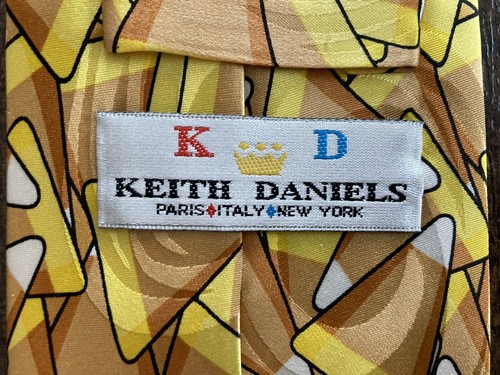 K D
KEITH DANIELS
PARIS♦ITALY♦NEW YORK